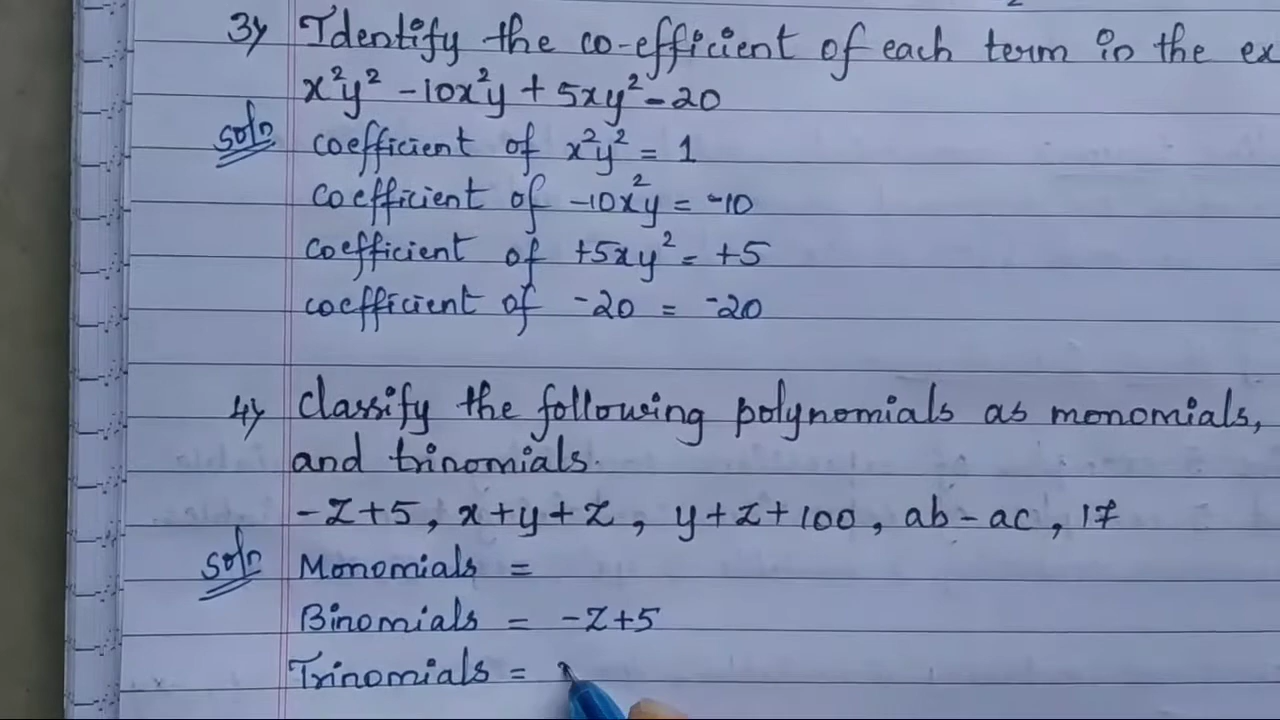 3) Identify the co-efficient of each term in the ex
x²y² - 10x²y + 5xy² - 20
Soln coefficient of x²y² = 1
coefficient of -10x²y = -10
coefficient of +5xy² = +5
coefficient of -20 = -20
4) Classify the following polynomials as monomials,
and trinomials.
-z+5, x+y+z, y+z+100, ab-ac, 17
Soln Monomials =
Binomials = -z+5
Trinomials =